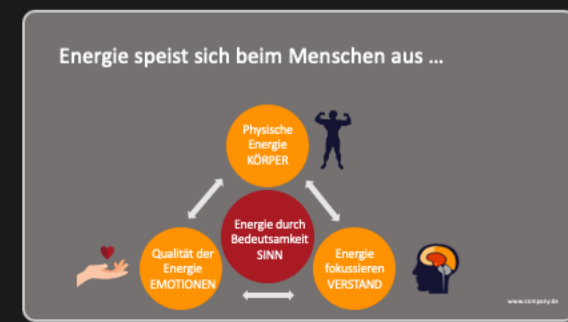 Energie speist sich beim Menschen aus ...
Physische
Energie
KÖRPER
Energie durch
Bedeutsamkeit
SINN
Qualität der
Energie
EMOTIONEN
Energie
fokussieren
VERSTAND
www.company.de